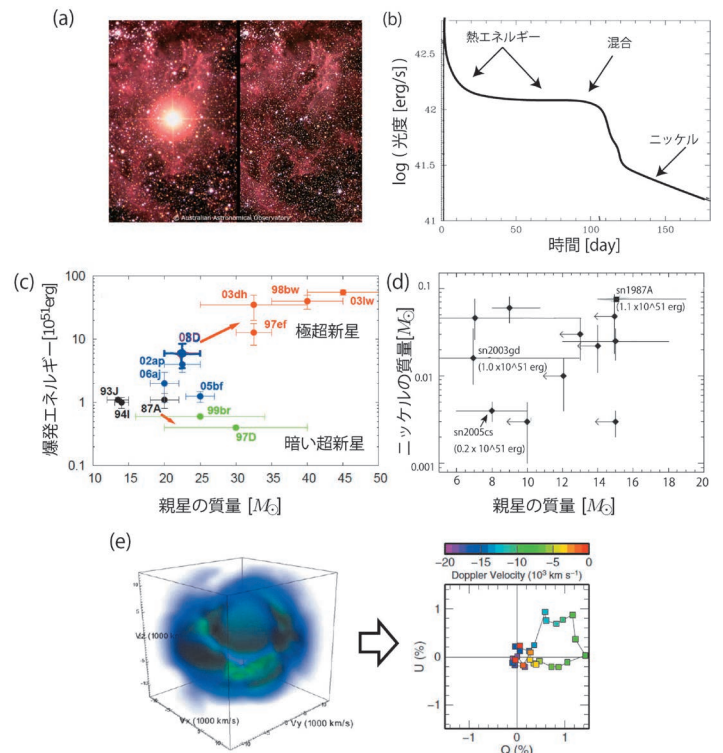 (a)
© Australian Astronomical Observatory
(b)
42.5
42
41.5
41
log(光度 [erg/s])
熱エネルギー
混合
ニッケル
0 50 100 150
時間 [day]
(c)
爆発エネルギー[10^51erg]
100
10
1
0.1
03dh
98bw
03lw
97ef
08D
02ap
06aj
93J
94I
87A
05bf
99br
97D
極超新星
暗い超新星
10 15 20 25 30 35 40 45 50
親星の質量 [M⊙]
(d)
ニッケルの質量[M⊙]
0.1
0.01
0.001
sn1987A
(1.1 x10^51 erg)
sn2003gd
(1.0 x10^51 erg)
sn2005cs
(0.2 x 10^51 erg)
6 8 10 12 14 16 18 20
親星の質量 [M⊙]
(e)
Vx (1000 km/s)
Vy (1000 km/s)
−20 −15 −10 −5 0
Doppler Velocity (10³ km s⁻¹)
U (%)
1
0
−1
−1 0 1
Q (%)